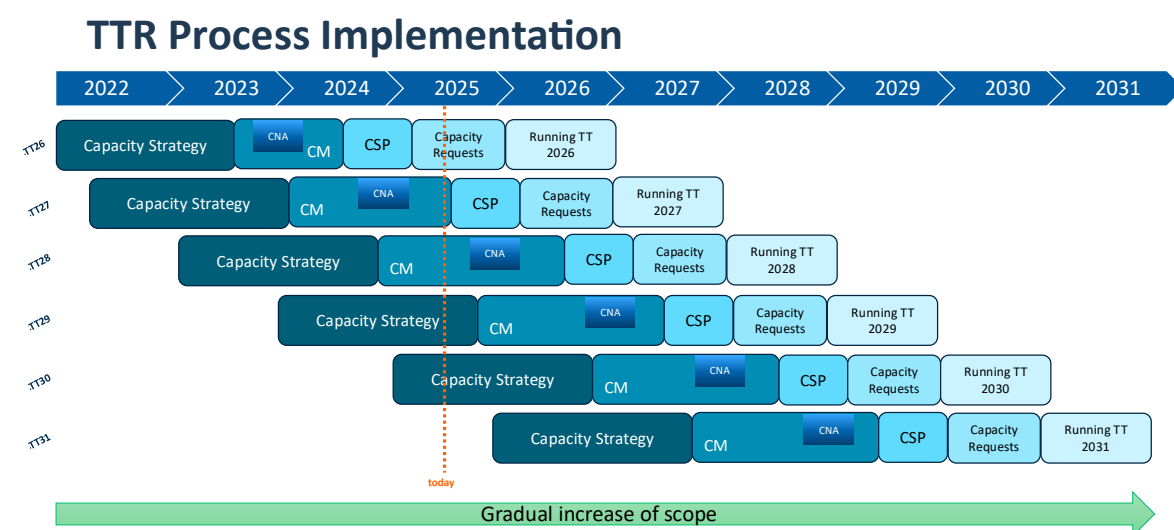 TTR Process Implementation
2022 2023 2024 2025 2026 2027 2028 2029 2030 2031
TT26
Capacity Strategy
CNA
CM
CSP
Capacity
Requests
Running TT
2026
TT27
Capacity Strategy
CM
CNA
CSP
Capacity
Requests
Running TT
2027
TT28
Capacity Strategy
CM
CNA
CSP
Capacity
Requests
Running TT
2028
TT29
Capacity Strategy
CM
CNA
CSP
Capacity
Requests
Running TT
2029
TT30
Capacity Strategy
CM
CNA
CSP
Capacity
Requests
Running TT
2030
TT31
Capacity Strategy
CM
CNA
CSP
Capacity
Requests
Running TT
2031
today
Gradual increase of scope